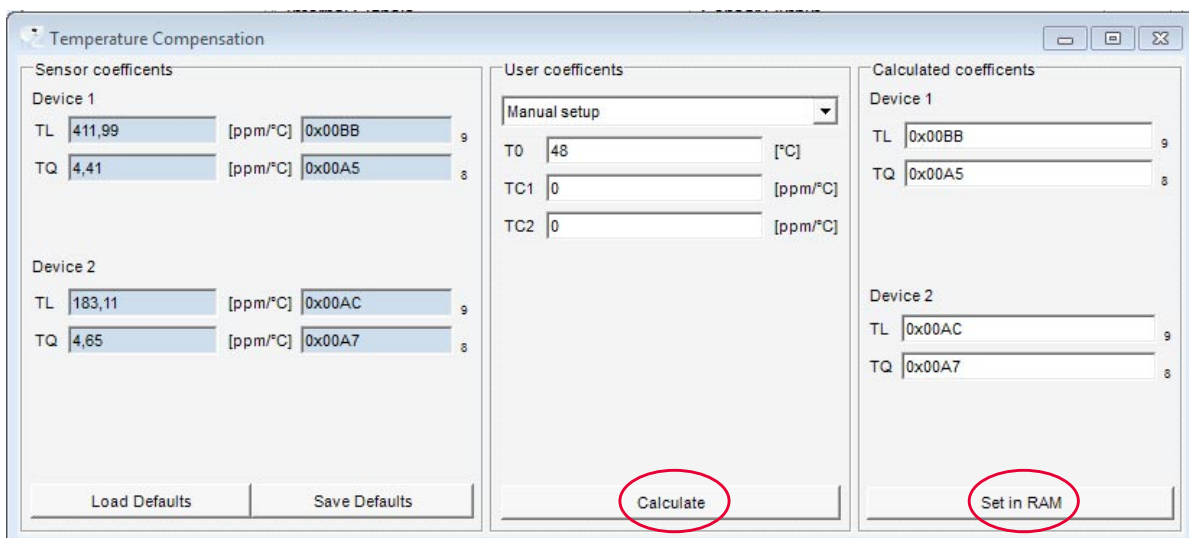 Temperature Compensation
Sensor coefficents
Device 1
TL 411,99 [ppm/°C] 0x00BB 9
TQ 4,41 [ppm/°C] 0x00A5 8
Device 2
TL 183,11 [ppm/°C] 0x00AC 9
TQ 4,65 [ppm/°C] 0x00A7 8
Load Defaults Save Defaults
User coefficents
Manual setup
T0 48 [°C]
TC1 0 [ppm/°C]
TC2 0 [ppm/°C]
Calculate
Calculated coefficents
Device 1
TL 0x00BB 9
TQ 0x00A5 8
Device 2
TL 0x00AC 9
TQ 0x00A7 8
Set in RAM